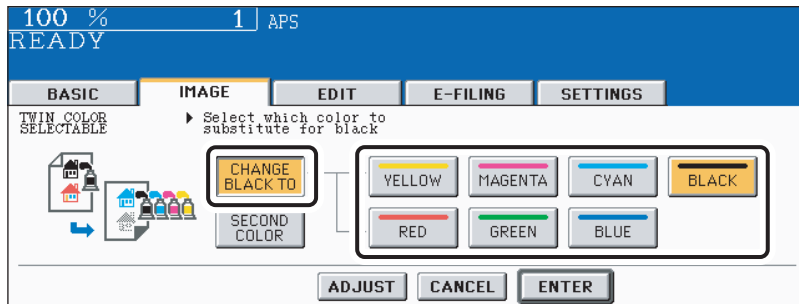 100 % 1 APS
READY
BASIC IMAGE EDIT E-FILING SETTINGS
TWIN COLOR
SELECTABLE
▶ Select which color to
substitute for black
CHANGE
BLACK TO
YELLOW MAGENTA CYAN BLACK
SECOND
COLOR
RED GREEN BLUE
ADJUST CANCEL ENTER